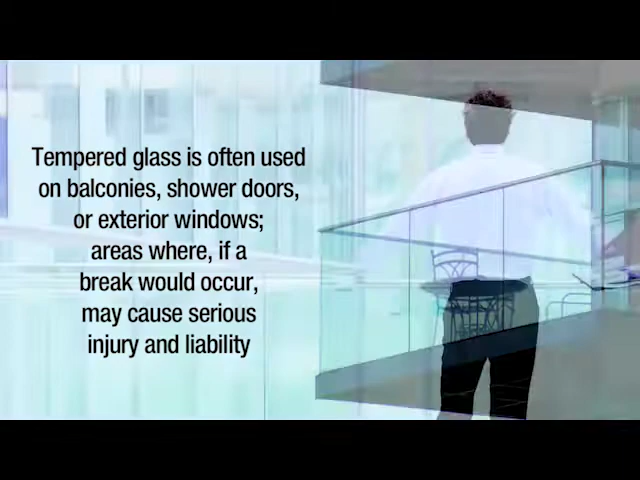 Tempered glass is often used
on balconies, shower doors,
or exterior windows;
areas where, if a
break would occur,
may cause serious
injury and liability